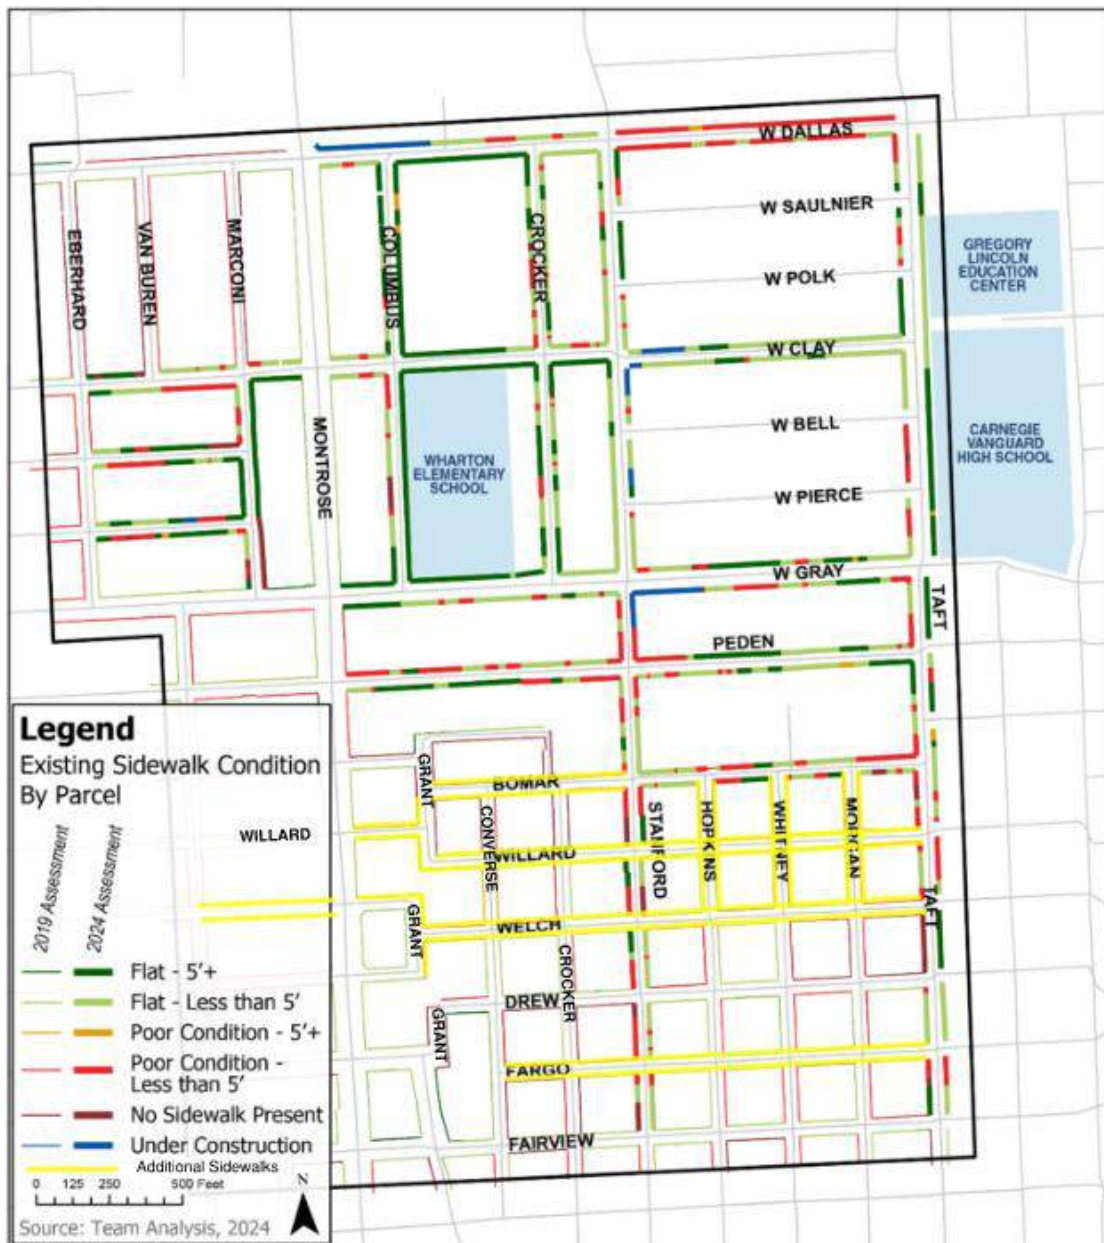 W DALLAS
W SAULNIER
GREGORY
LINCOLN
EDUCATION
CENTER
EBERHARD
VAN BUREN
MARCONI
COLUMBUS
CROCKER
W POLK
W CLAY
MONTROSE
WHARTON
ELEMENTARY
SCHOOL
W BELL
CARNEGIE
VANGUARD
HIGH SCHOOL
W PIERCE
W GRAY
TAFT
PEDEN
GRANT
BOMAR
CONVERSE
WILLARD
STANFORD
HOPKINS
WHITNEY
MORGAN
WILLARD
GRANT
WELCH
TAFT
CROCKER
DREW
GRANT
FARGO
FAIRVIEW
Legend
Existing Sidewalk Condition
By Parcel
2019 Assessment
2024 Assessment
Flat - 5'+
Flat - Less than 5'
Poor Condition - 5'+
Poor Condition -
Less than 5'
No Sidewalk Present
Under Construction
Additional Sidewalks
0 125 250 500 Feet
N
Source: Team Analysis, 2024